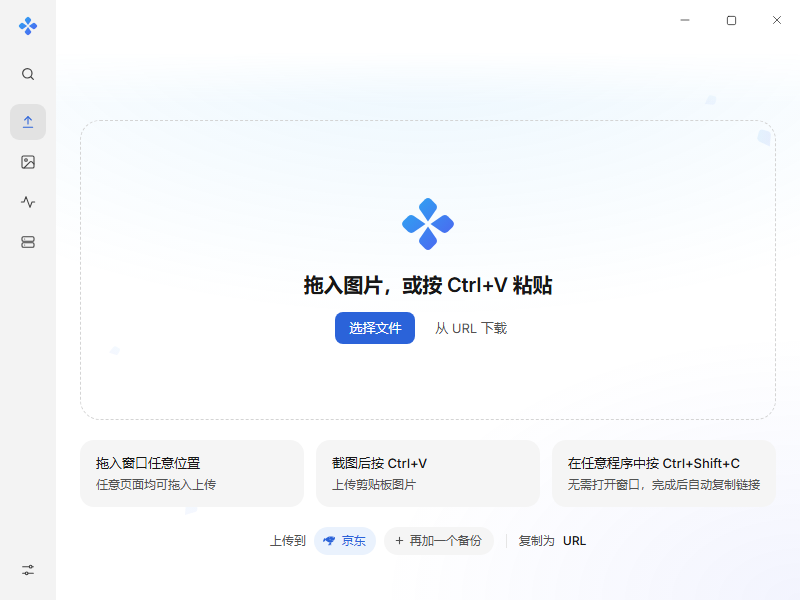 拖入图片，或按 Ctrl+V 粘贴
选择文件
从 URL 下载
拖入窗口任意位置
任意页面均可拖入上传
截图后按 Ctrl+V
上传剪贴板图片
在任意程序中按 Ctrl+Shift+C
无需打开窗口，完成后自动复制链接
上传到 京东 + 再加一个备份 复制为 URL